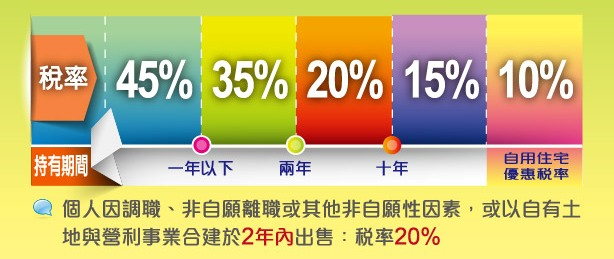 稅率 45% 35% 20% 15% 10%
持有期間 一年以下 兩年 十年 自用住宅
優惠稅率
個人因調職、非自願離職或其他非自願性因素，或以自有土
地與營利事業合建於2年內出售：稅率20%